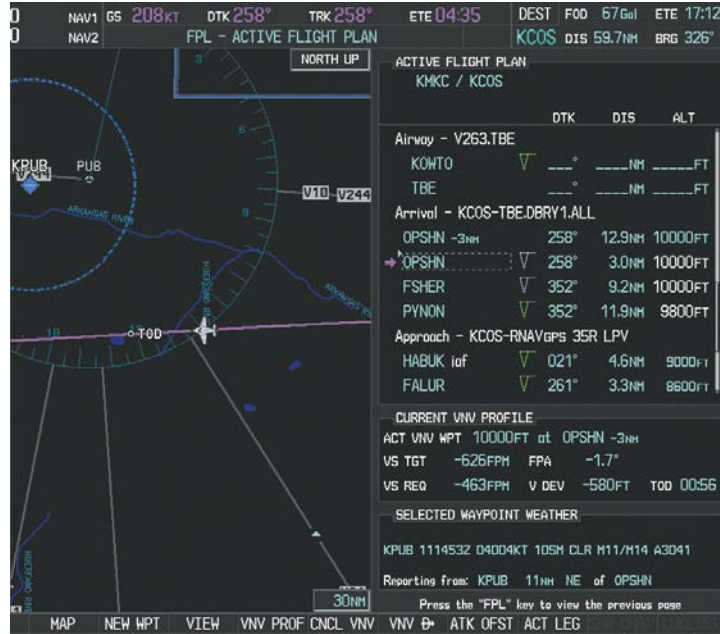 0 NAV1 GS 208KT DTK 258° TRK 258° ETE 04:35 DEST FOD 67Gal ETE 17:12
0 NAV2 FPL – ACTIVE FLIGHT PLAN KCOS DIS 59.7NM BRG 326°
NORTH UP
3
6
9
KPUB PUB
V10 V244
ARKANSAS RIVER
TOD
30NM
ACTIVE FLIGHT PLAN
KMKC / KCOS
DTK DIS ALT
Airway – V263.TBE
KOWTO ___° ____NM _____FT
TBE ___° ____NM _____FT
Arrival – KCOS-TBE.DBRY1.ALL
OPSHN -3NM 258° 12.9NM 10000FT
OPSHN 258° 3.0NM 10000FT
FSHER 352° 9.2NM 10000FT
PYNON 352° 11.9NM 9800FT
Approach – KCOS-RNAVGPS 35R LPV
HABUK iaf 021° 4.6NM 9000FT
FALUR 261° 3.3NM 8600FT
CURRENT VNV PROFILE
ACT VNV WPT 10000FT at OPSHN -3NM
VS TGT -626FPM FPA -1.7°
VS REQ -463FPM V DEV -580FT TOD 00:56
SELECTED WAYPOINT WEATHER
KPUB 111453Z 04004KT 10SM CLR M11/M14 A3041
Reporting from: KPUB 11NM NE of OPSHN
Press the "FPL" key to view the previous page
MAP NEW WPT VIEW VNV PROF CNCL VNV VNV D→ ATK OFST ACT LEG